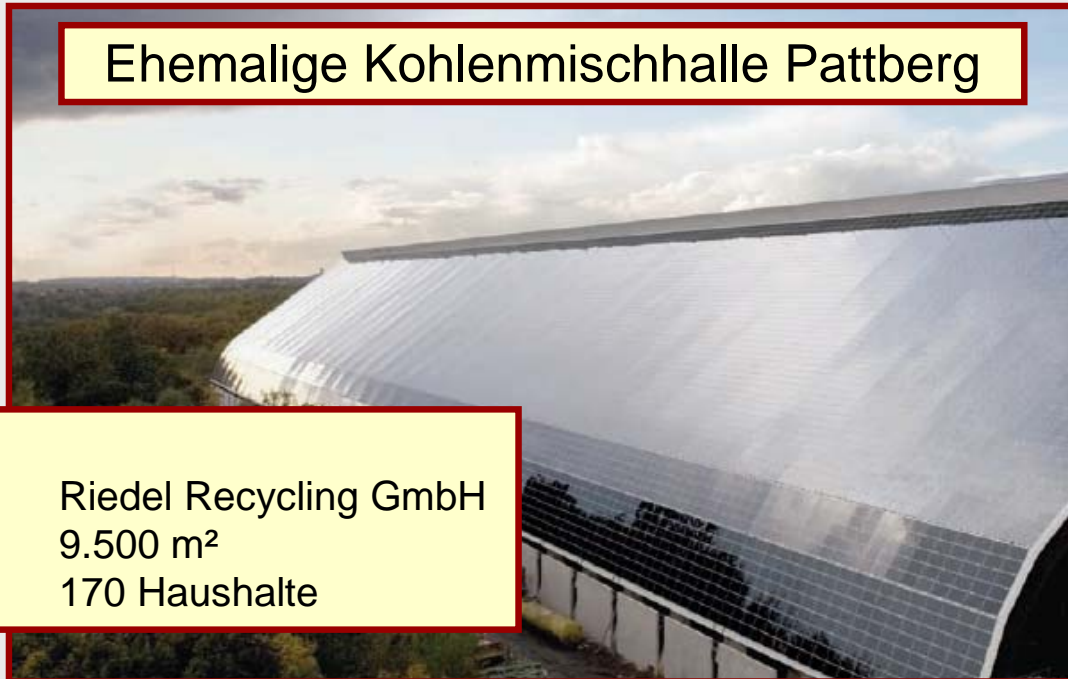 Ehemalige Kohlenmischhalle Pattberg
Riedel Recycling GmbH
9.500 m²
170 Haushalte